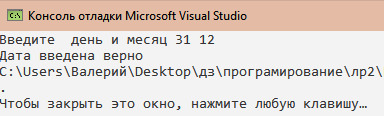 Консоль отладки Microsoft Visual Studio
Введите  день и месяц 31 12
Дата введена верно
C:\Users\Валерий\Desktop\дз\програмирование\лр2\
.
Чтобы закрыть это окно, нажмите любую клавишу…